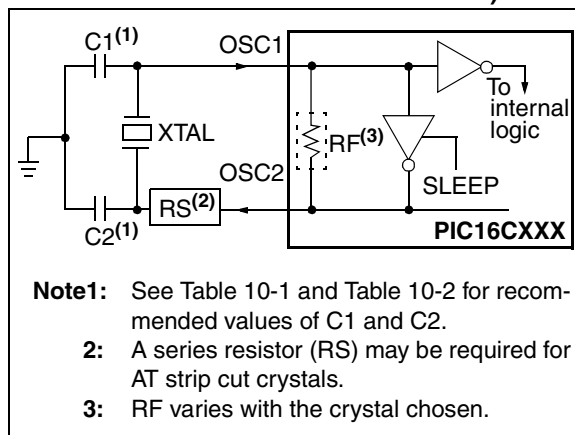 C1(1)
OSC1
To
internal
logic
XTAL
RF(3)
OSC2
SLEEP
RS(2)
C2(1)
PIC16CXXX
Note1: See Table 10-1 and Table 10-2 for recom-
mended values of C1 and C2.
2: A series resistor (RS) may be required for
AT strip cut crystals.
3: RF varies with the crystal chosen.